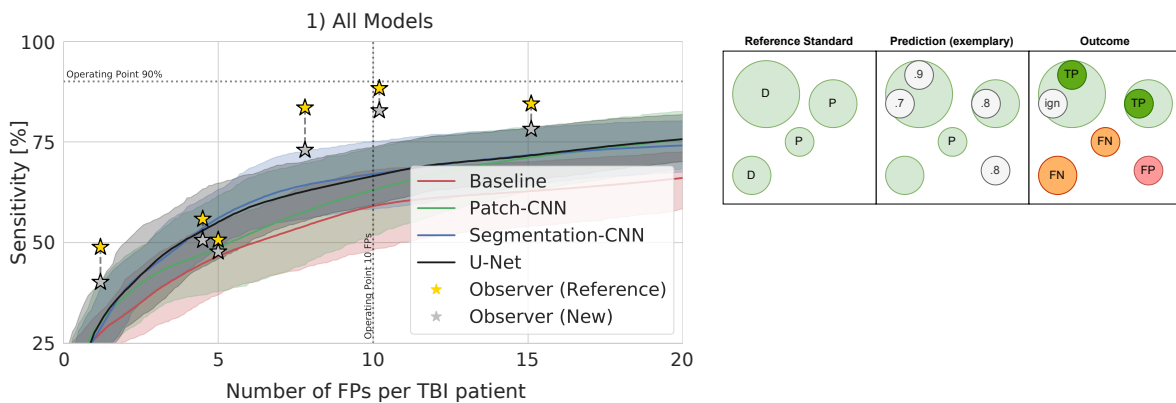 1) All Models
100
75
50
25
Sensitivity [%]
Operating Point 90%
Operating Point 10 FPs
Baseline
Patch-CNN
Segmentation-CNN
U-Net
Observer (Reference)
Observer (New)
0 5 10 15 20
Number of FPs per TBI patient
Reference Standard Prediction (exemplary) Outcome
D
P
P
D
.9
.7
.8
P
.8
TP
ign
TP
FN
FN
FP